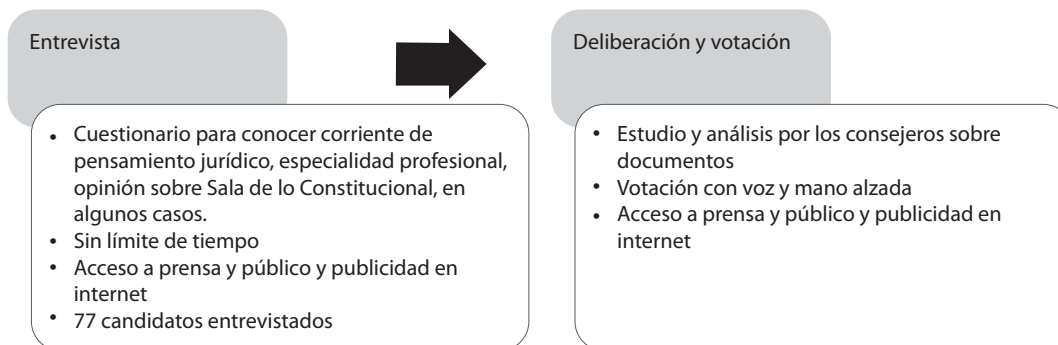 Entrevista
• Cuestionario para conocer corriente de
pensamiento jurídico, especialidad profesional,
opinión sobre Sala de lo Constitucional, en
algunos casos.
• Sin límite de tiempo
• Acceso a prensa y público y publicidad en
internet
• 77 candidatos entrevistados
Deliberación y votación
• Estudio y análisis por los consejeros sobre
documentos
• Votación con voz y mano alzada
• Acceso a prensa y público y publicidad en
internet